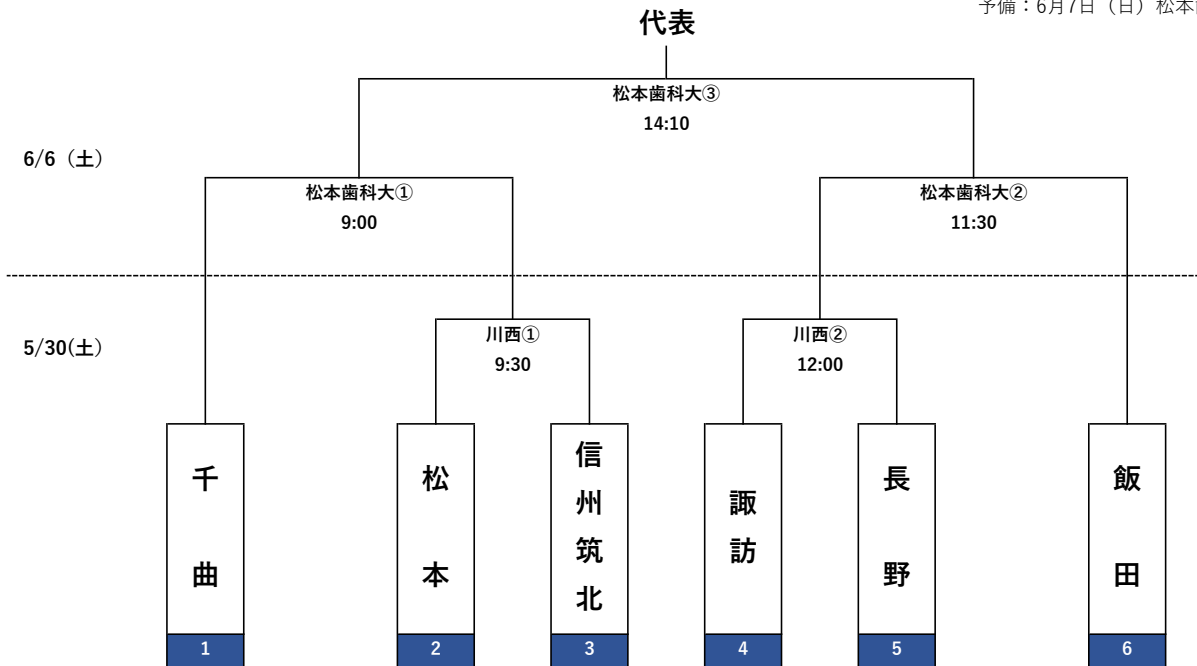 予備：6月7日（日）松本
代表
松本歯科大③
14:10
6/6（土）
松本歯科大①
9:00
松本歯科大②
11:30
5/30(土）
川西①
9:30
川西②
12:00
千曲
松本
信州筑北
諏訪
長野
飯田
1
2
3
4
5
6